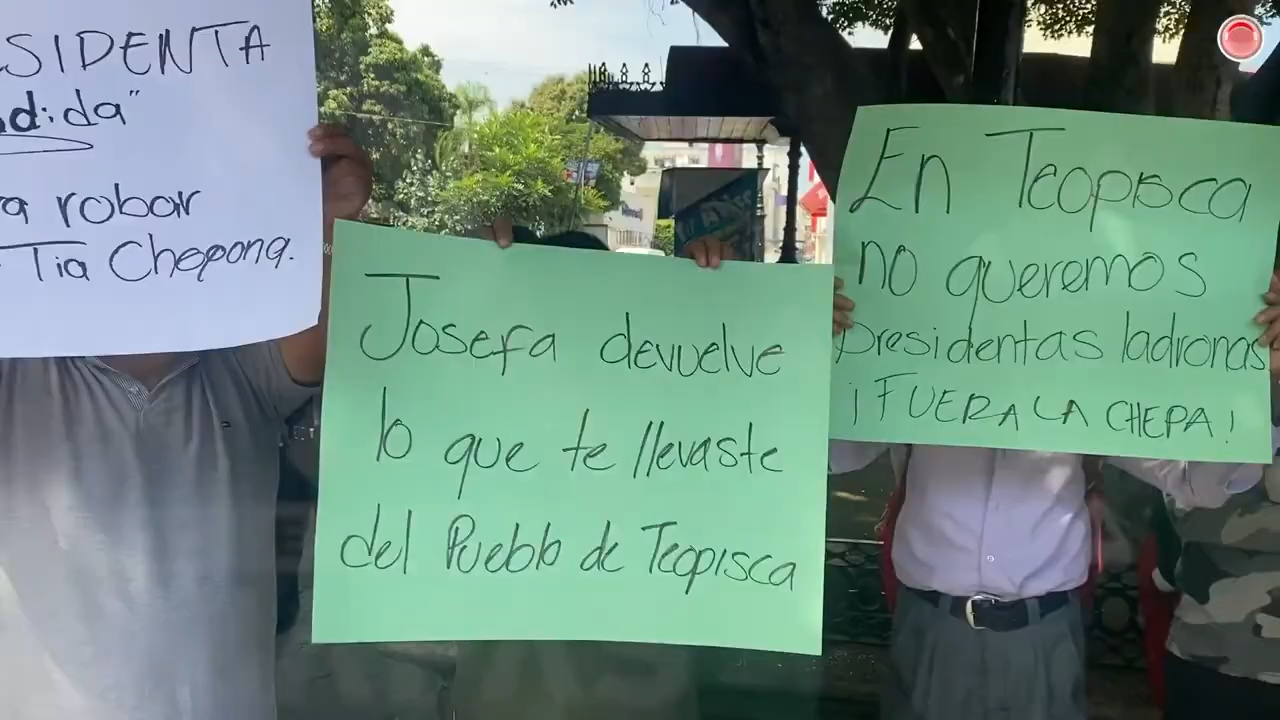 SIDENTA
dida"
a robar
Tia Chepona.
Josefa devuelve
lo que te llevaste
del Pueblo de Teopisca
En Teopisca
no queremos
presidentas ladronas
¡FUERA LA CHEPA!